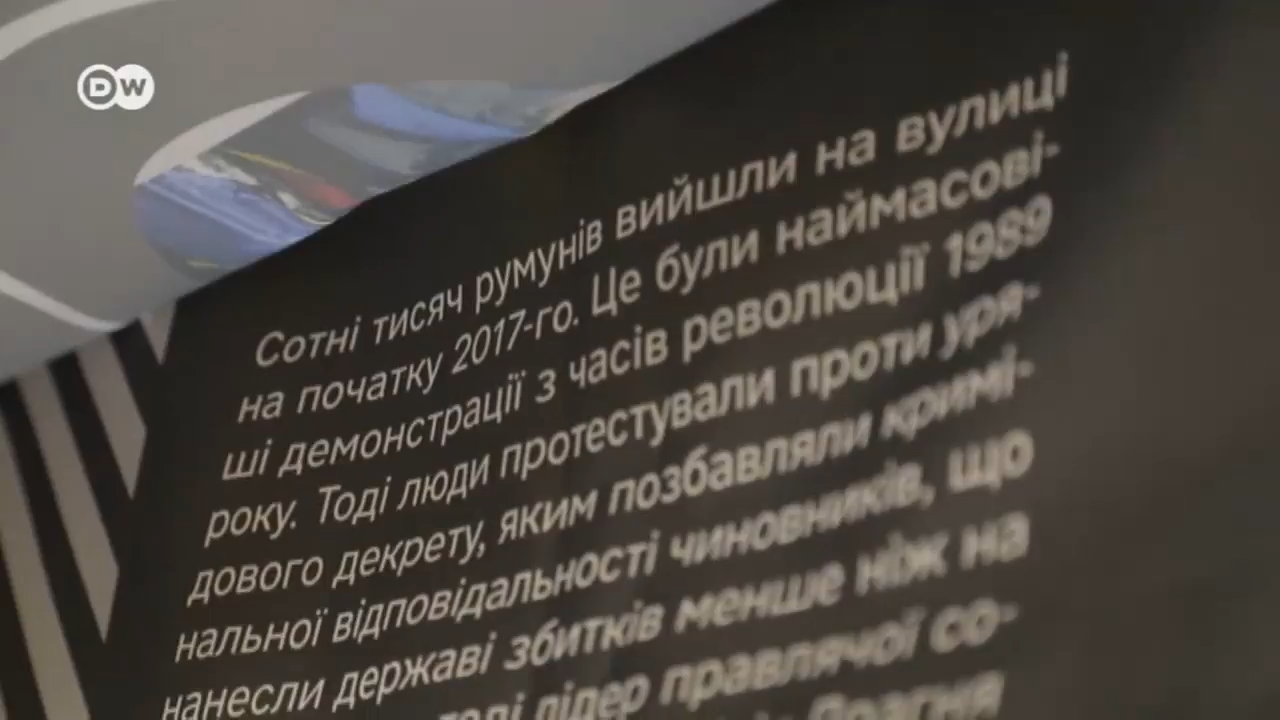 DW
Сотні тисяч румунів вийшли на вулиці
на початку 2017-го. Це були наймасові-
ші демонстрації з часів революції 1989
року. Тоді люди протестували проти уря-
дового декрету, яким позбавляли кримі-
нальної відповідальності чиновників, що
нанесли державі збитків менше ніж на
лідер правлячої со-